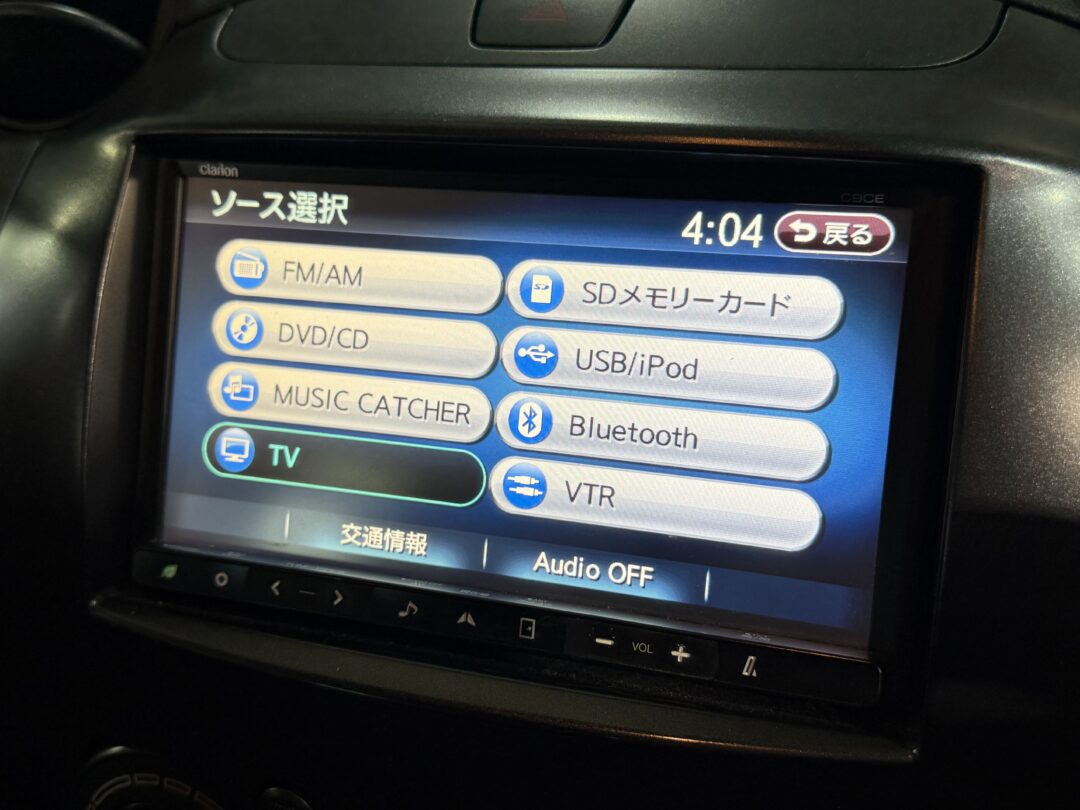 clarion
C9CE
ソース選択
4:04
戻る
FM/AM
DVD/CD
MUSIC CATCHER
TV
SDメモリーカード
USB/iPod
Bluetooth
VTR
交通情報
Audio OFF
VOL